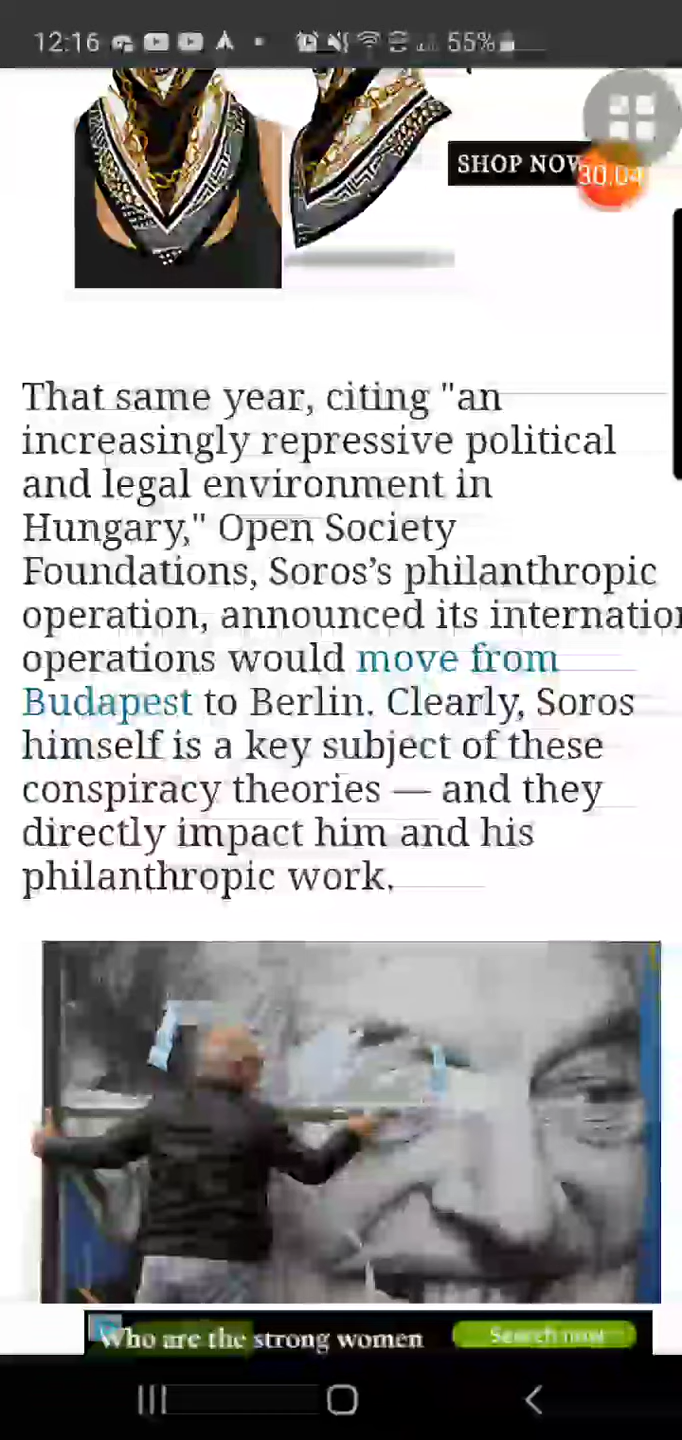 12:16
55%
SHOP NOW
30.04
That same year, citing "an
increasingly repressive political
and legal environment in
Hungary," Open Society
Foundations, Soros’s philanthropic
operation, announced its internation
operations would move from
Budapest to Berlin. Clearly, Soros
himself is a key subject of these
conspiracy theories — and they
directly impact him and his
philanthropic work.
Who are the strong women
Search now